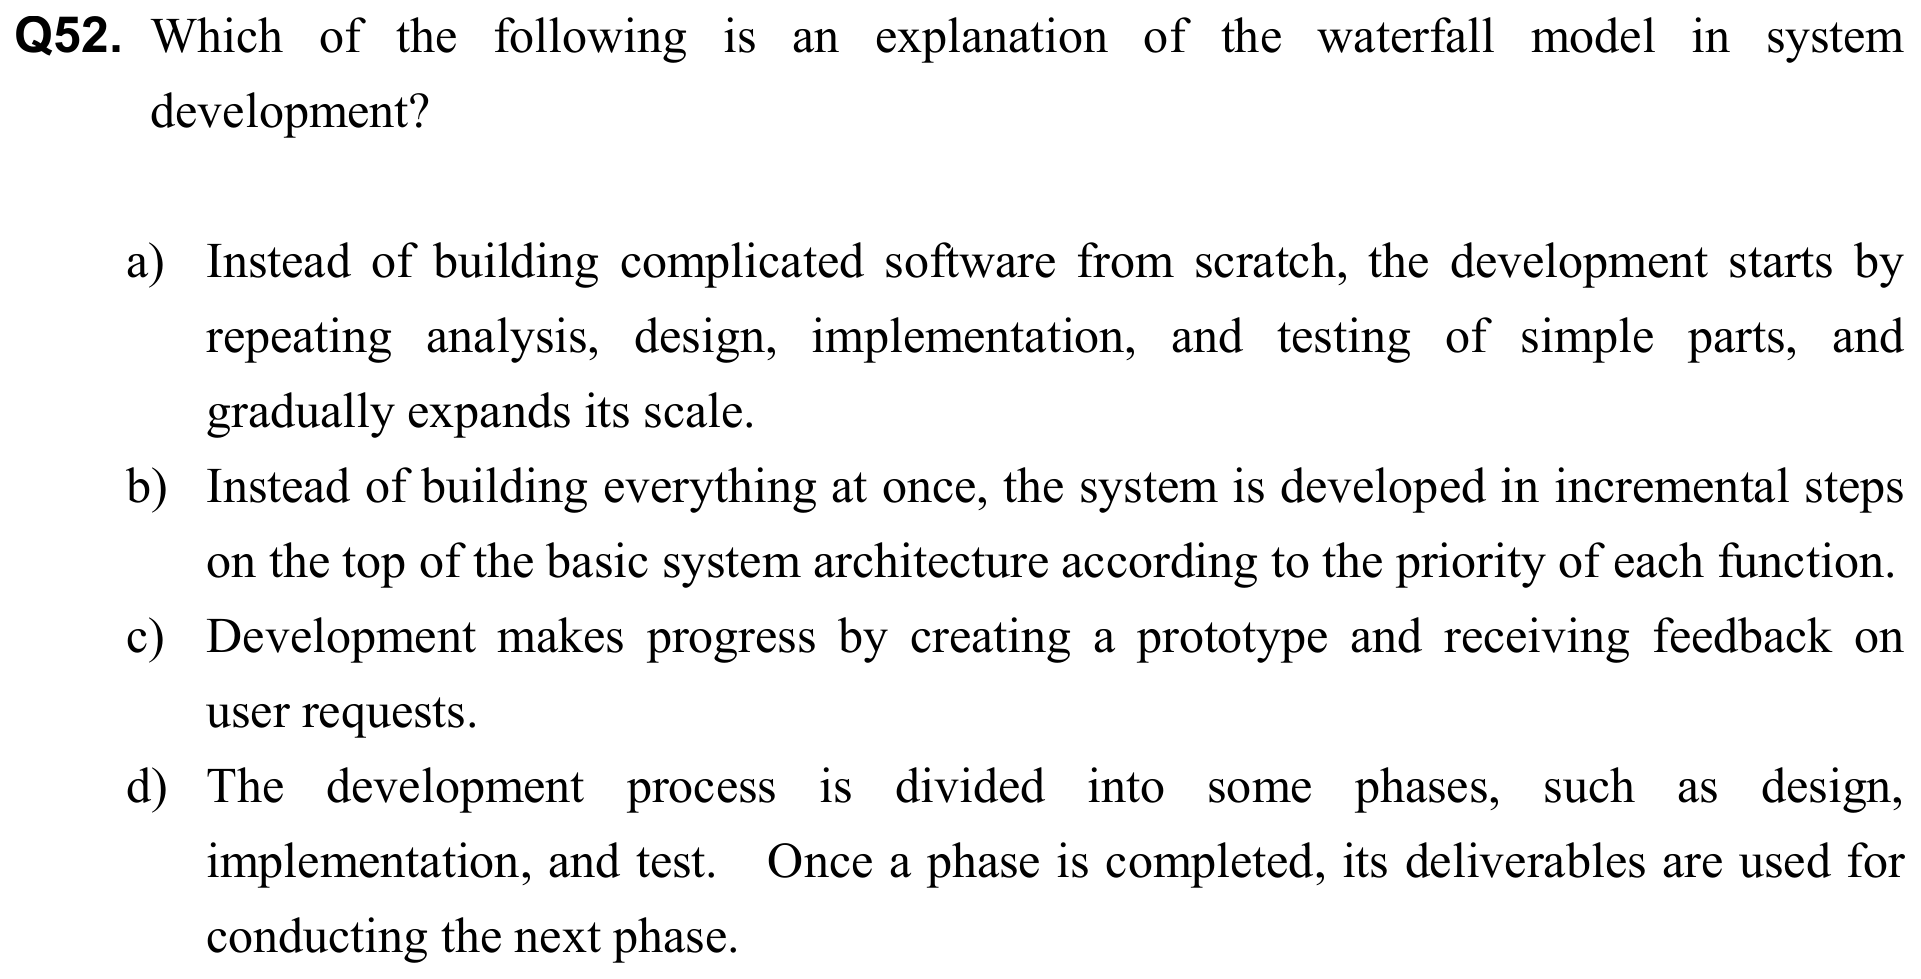 Q52. Which of the following is an explanation of the waterfall model in system
development?
a) Instead of building complicated software from scratch, the development starts by
repeating analysis, design, implementation, and testing of simple parts, and
gradually expands its scale.
b) Instead of building everything at once, the system is developed in incremental steps
on the top of the basic system architecture according to the priority of each function.
c) Development makes progress by creating a prototype and receiving feedback on
user requests.
d) The development process is divided into some phases, such as design,
implementation, and test. Once a phase is completed, its deliverables are used for
conducting the next phase.